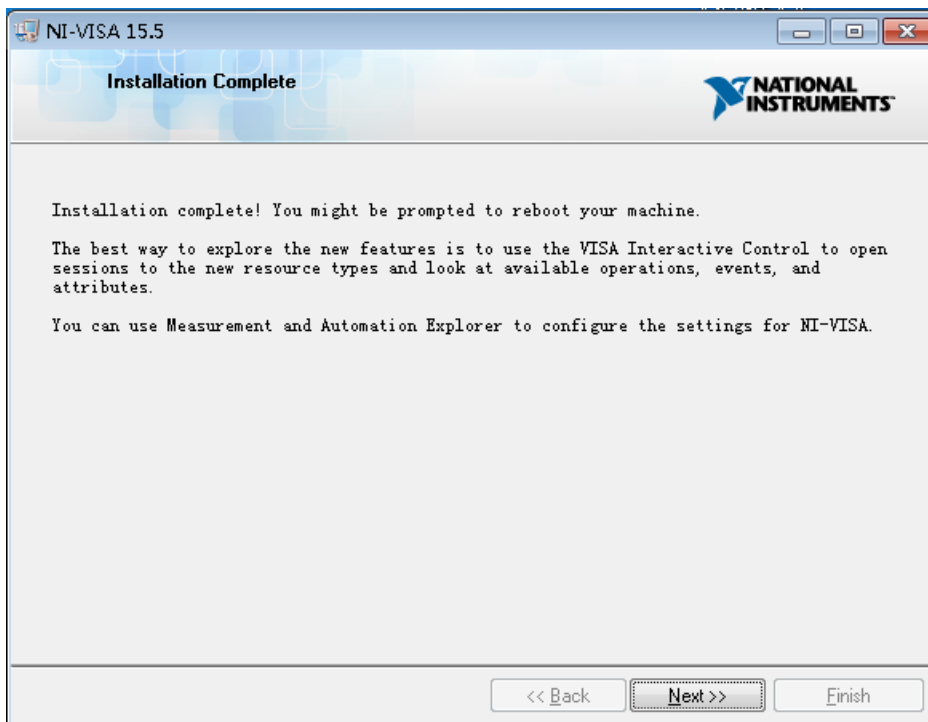 NI-VISA 15.5
Installation Complete
NATIONAL
INSTRUMENTS™
Installation complete! You might be prompted to reboot your machine.
The best way to explore the new features is to use the VISA Interactive Control to open
sessions to the new resource types and look at available operations, events, and
attributes.
You can use Measurement and Automation Explorer to configure the settings for NI-VISA.
<< Back
Next >>
Finish